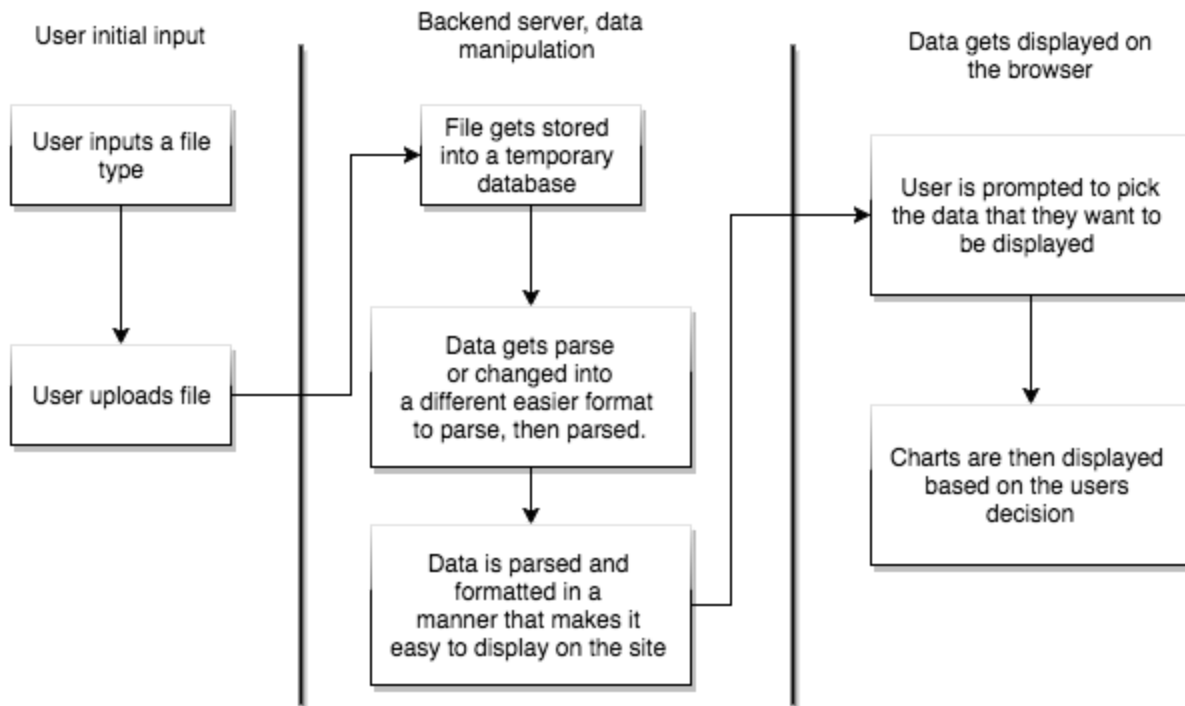 User initial input
User inputs a file
type
User uploads file
Backend server, data
manipulation
File gets stored
into a temporary
database
Data gets parse
or changed into
a different easier format
to parse, then parsed.
Data is parsed and
formatted in a
manner that makes it
easy to display on the site
Data gets displayed on
the browser
User is prompted to pick
the data that they want to
be displayed
Charts are then displayed
based on the users
decision